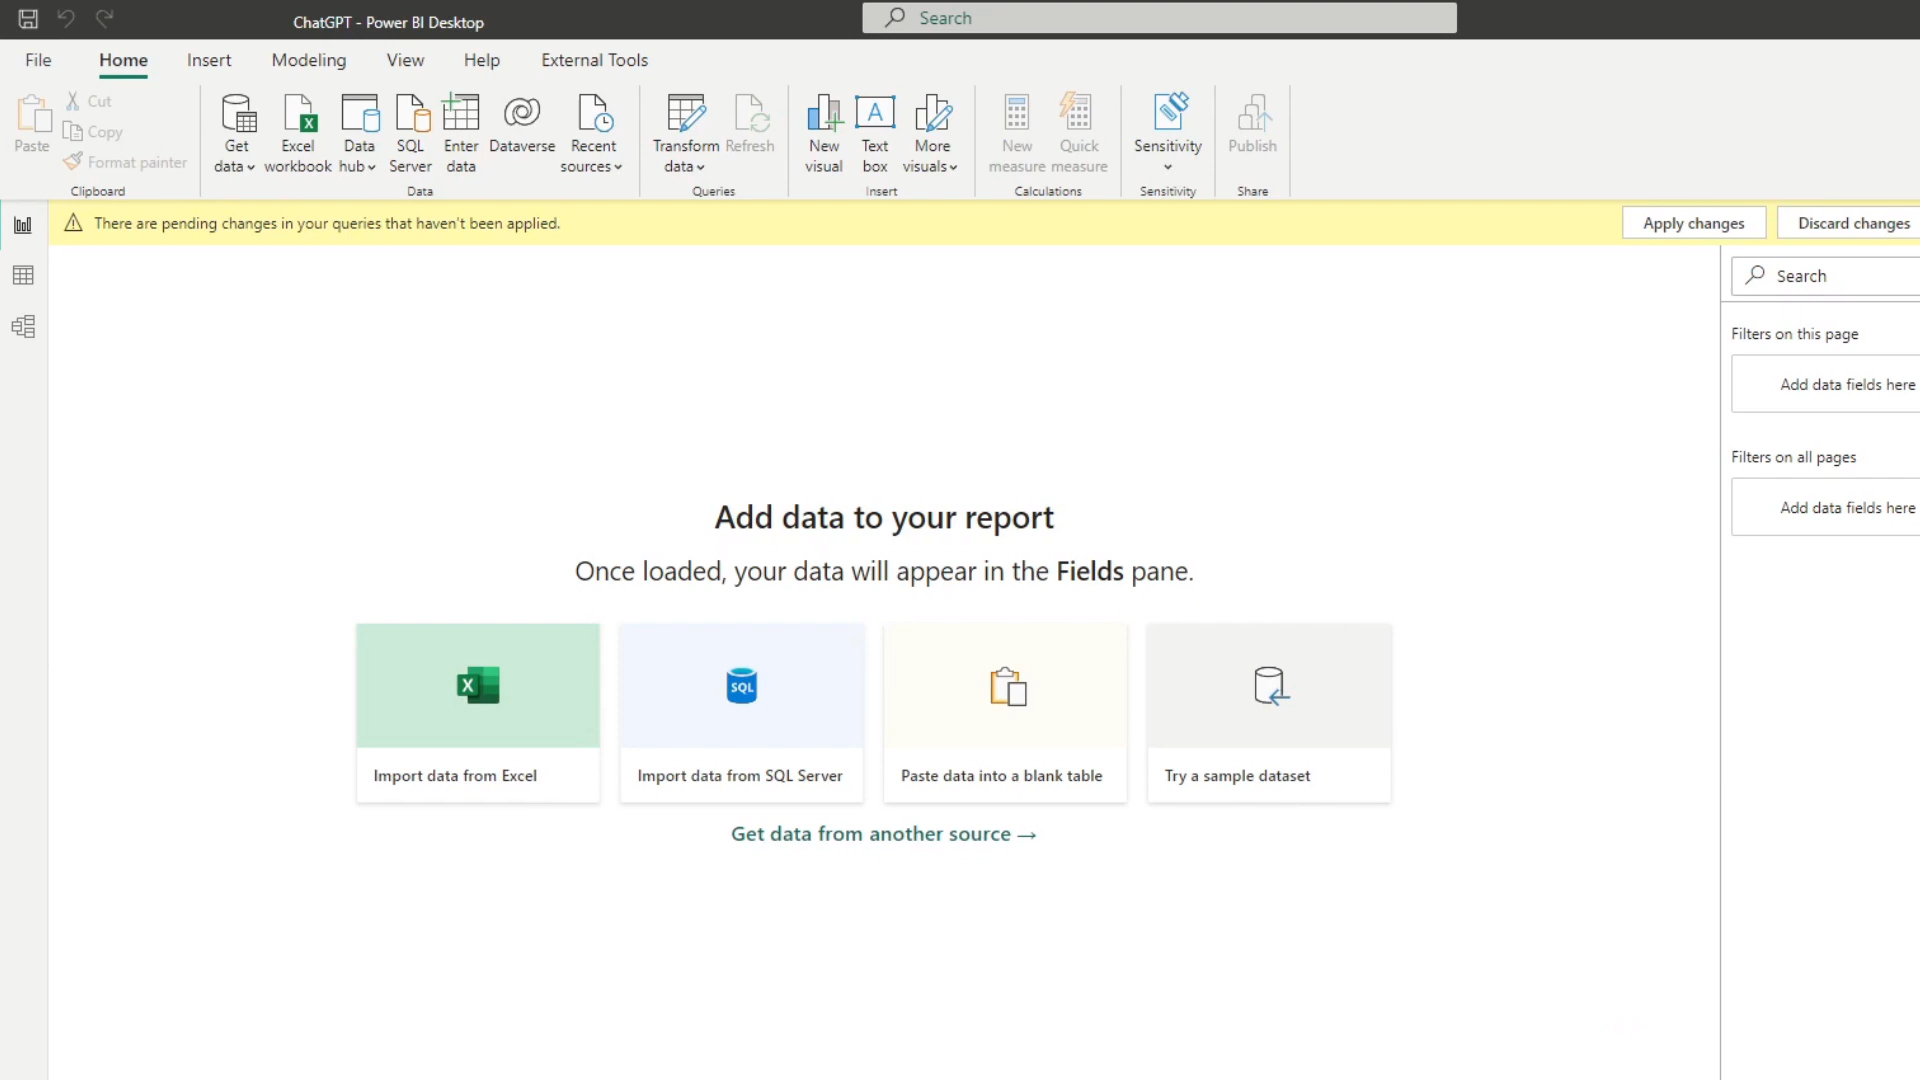 ChatGPT - Power BI Desktop
Search
File Home Insert Modeling View Help External Tools
Paste
Cut
Copy
Format painter
Clipboard
Get data
Excel workbook
Data hub
SQL Server
Enter data
Dataverse
Recent sources
Data
Transform data
Refresh
Queries
New visual
Text box
More visuals
Insert
New measure
Quick measure
Calculations
Sensitivity
Sensitivity
Publish
Share
There are pending changes in your queries that haven't been applied.
Apply changes
Discard changes
Search
Filters on this page
Add data fields here
Filters on all pages
Add data fields here
Add data to your report
Once loaded, your data will appear in the Fields pane.
X
SQL
Import data from Excel
Import data from SQL Server
Paste data into a blank table
Try a sample dataset
Get data from another source →